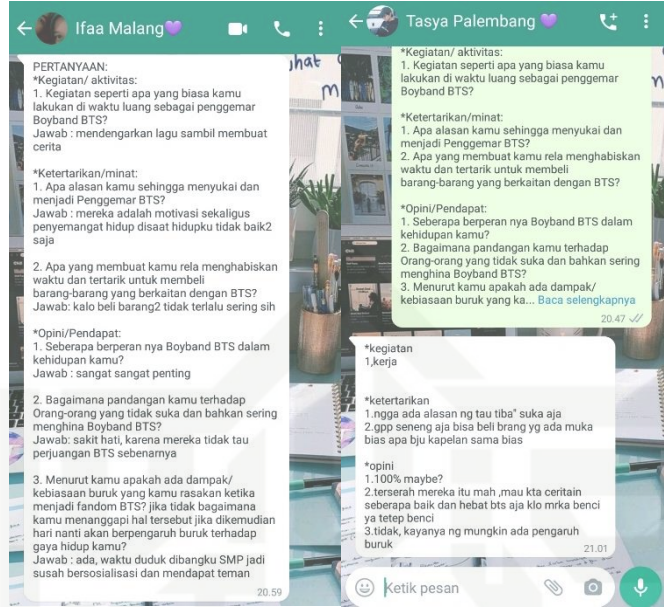 Ifaa Malang💜
PERTANYAAN:
*Kegiatan/ aktivitas:
1. Kegiatan seperti apa yang biasa kamu
lakukan di waktu luang sebagai penggemar
Boyband BTS?
Jawab : mendengarkan lagu sambil membuat
cerita
*Ketertarikan/minat:
1. Apa alasan kamu sehingga menyukai dan
menjadi Penggemar BTS?
Jawab : mereka adalah motivasi sekaligus
penyemangat hidup disaat hidupku tidak baik2
saja
2. Apa yang membuat kamu rela menghabiskan
waktu dan tertarik untuk membeli
barang-barang yang berkaitan dengan BTS?
Jawab: kalo beli barang2 tidak terlalu sering sih
*Opini/Pendapat:
1. Seberapa berperan nya Boyband BTS dalam
kehidupan kamu?
Jawab : sangat sangat penting
2. Bagaimana pandangan kamu terhadap
Orang-orang yang tidak suka dan bahkan sering
menghina Boyband BTS?
Jawab: sakit hati, karena mereka tidak tau
perjuangan BTS sebenarnya
3. Menurut kamu apakah ada dampak/
kebiasaan buruk yang kamu rasakan ketika
menjadi fandom BTS? jika tidak bagaimana
kamu menanggapi hal tersebut jika dikemudian
hari nanti akan berpengaruh buruk terhadap
gaya hidup kamu?
Jawab : ada, waktu duduk dibangku SMP jadi
susah bersosialisasi dan mendapat teman
20.59
Tasya Palembang 💜
*Kegiatan/ aktivitas:
1. Kegiatan seperti apa yang biasa kamu
lakukan di waktu luang sebagai penggemar
Boyband BTS?
*Ketertarikan/minat:
1. Apa alasan kamu sehingga menyukai dan
menjadi Penggemar BTS?
2. Apa yang membuat kamu rela menghabiskan
waktu dan tertarik untuk membeli
barang-barang yang berkaitan dengan BTS?
*Opini/Pendapat:
1. Seberapa berperan nya Boyband BTS dalam
kehidupan kamu?
2. Bagaimana pandangan kamu terhadap
Orang-orang yang tidak suka dan bahkan sering
menghina Boyband BTS?
3. Menurut kamu apakah ada dampak/
kebiasaan buruk yang ka... Baca selengkapnya
20.47
*kegiatan
1,kerja
*ketertarikan
1.ngga ada alasan ng tau tiba" suka aja
2.gpp seneng aja bisa beli brang yg ada muka
bias apa bju kapelan sama bias
*opini
1.100% maybe?
2.terserah mereka itu mah ,mau kta ceritain
seberapa baik dan hebat bts aja klo mrka benci
ya tetep benci
3.tidak, kayanya ng mungkin ada pengaruh
buruk
21.01
Ketik pesan